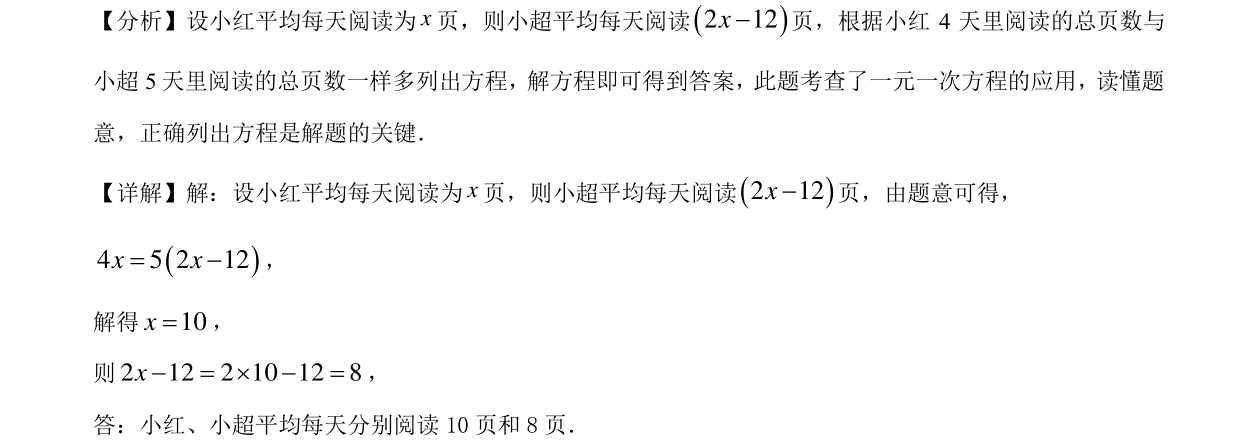 【分析】设小红平均每天阅读为 x 页，则小超平均每天阅读(2x−12)页，根据小红 4 天里阅读的总页数与
小超 5 天里阅读的总页数一样多列出方程，解方程即可得到答案，此题考查了一元一次方程的应用，读懂题
意，正确列出方程是解题的关键．
【详解】解：设小红平均每天阅读为 x 页，则小超平均每天阅读(2x−12)页，由题意可得，
4x=5(2x−12)，
解得 x=10，
则 2x−12=2×10−12=8，
答：小红、小超平均每天分别阅读 10 页和 8 页．